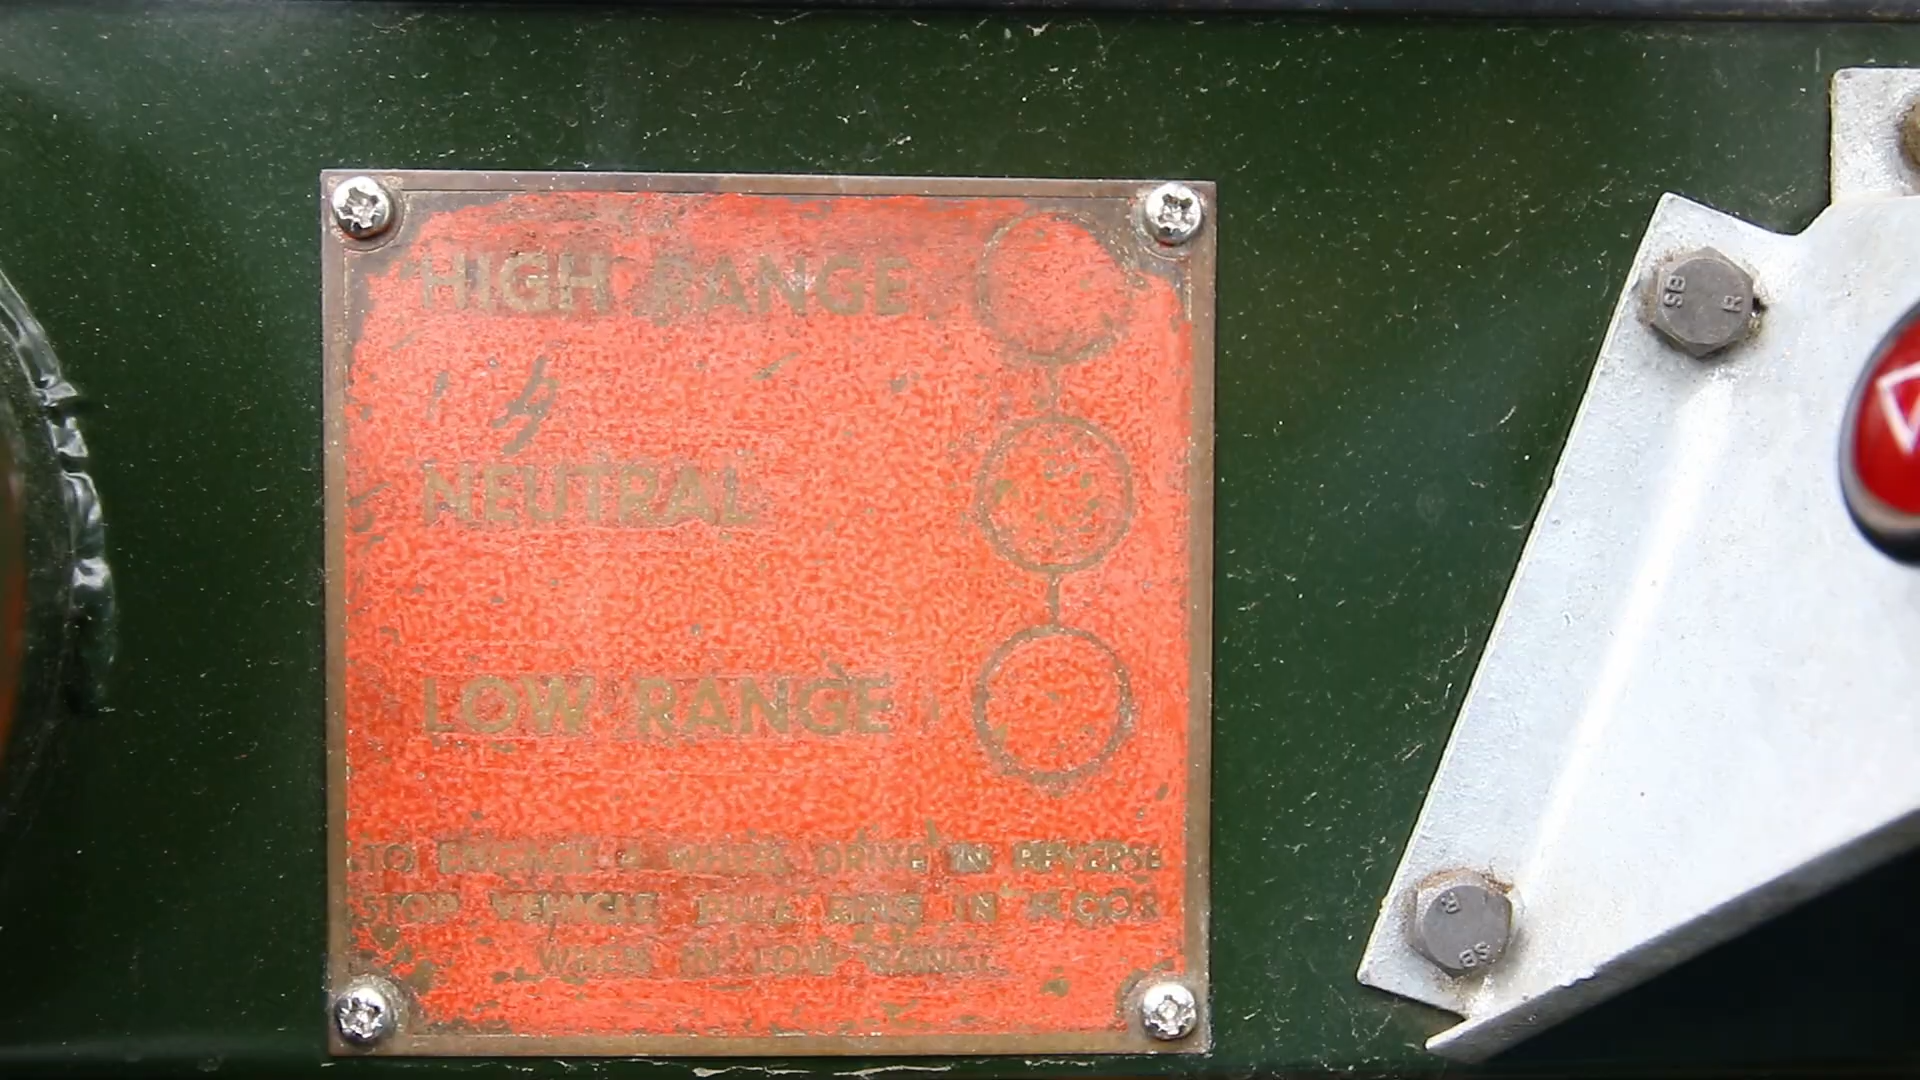 HIGH RANGE
NEUTRAL
LOW RANGE
TO ENGAGE 4 WHEEL DRIVE IN REVERSE
STOP VEHICLE PULL RING IN FLOOR
WHEN IN LOW RANGE
R
R